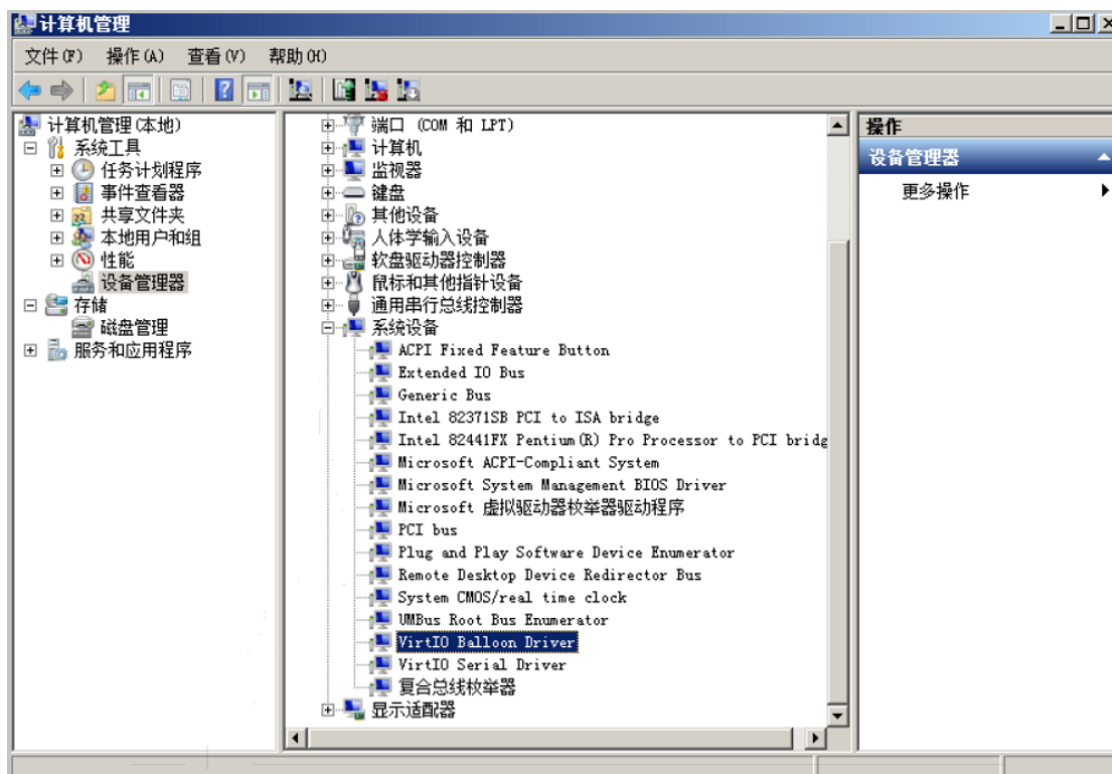 计算机管理
文件(F) 操作(A) 查看(V) 帮助(H)
计算机管理(本地)
系统工具
任务计划程序
事件查看器
共享文件夹
本地用户和组
性能
设备管理器
存储
磁盘管理
服务和应用程序
端口 (COM 和 LPT)
计算机
监视器
键盘
其他设备
人体学输入设备
软盘驱动器控制器
鼠标和其他指针设备
通用串行总线控制器
系统设备
ACPI Fixed Feature Button
Extended IO Bus
Generic Bus
Intel 82371SB PCI to ISA bridge
Intel 82441FX Pentium(R) Pro Processor to PCI bridg
Microsoft ACPI-Compliant System
Microsoft System Management BIOS Driver
Microsoft 虚拟驱动器枚举器驱动程序
PCI bus
Plug and Play Software Device Enumerator
Remote Desktop Device Redirector Bus
System CMOS/real time clock
UMBus Root Bus Enumerator
VirtIO Balloon Driver
VirtIO Serial Driver
复合总线枚举器
显示适配器
操作
设备管理器
更多操作